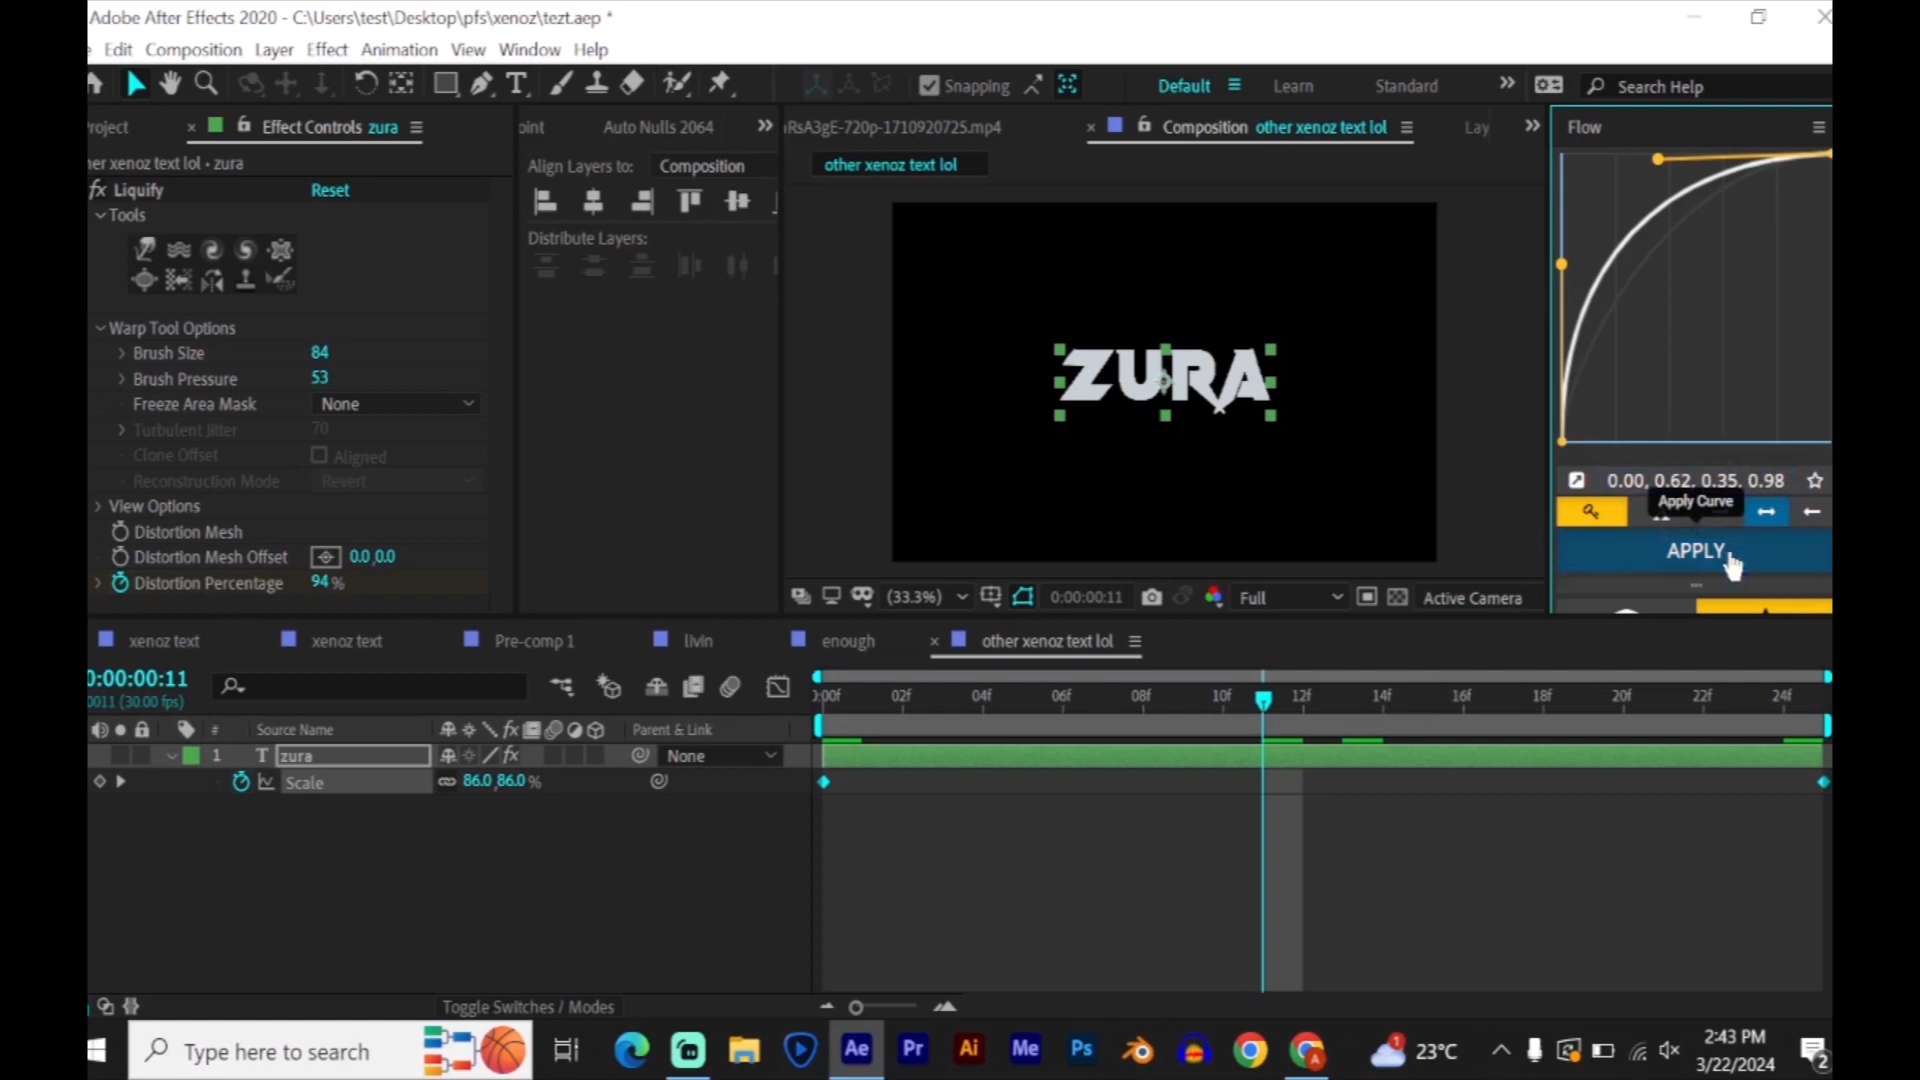 Adobe After Effects 2020 - C:\Users\test\Desktop\pfs\xenoz\tezt.aep *
Edit Composition Layer Effect Animation View Window Help
Snapping Default Learn Standard Search Help
roject Effect Controls zura
oint Auto Nulls 2064
RsA3gE-720p-1710920725.mp4
Composition other xenoz text lol
Lay
Flow
er xenoz text lol • zura
Align Layers to: Composition
other xenoz text lol
fx Liquify Reset
Tools
Distribute Layers:
Warp Tool Options
Brush Size 84
Brush Pressure 53
Freeze Area Mask None
Turbulent Jitter 70
Clone Offset Aligned
Reconstruction Mode Revert
View Options
Distortion Mesh
Distortion Mesh Offset 0.0,0.0
Distortion Percentage 94 %
ZURA
0.00, 0.62, 0.35, 0.98
Apply Curve
APPLY
(33.3%) 0:00:00:11 Full Active Camera
xenoz text xenoz text Pre-comp 1 livin enough other xenoz text lol
0:00:00:11
0011 (30.00 fps)
):00f 02f 04f 06f 08f 10f 12f 14f 16f 18f 20f 22f 24f
# Source Name fx Parent & Link
1 T zura fx None
Scale 86.0,86.0 %
Toggle Switches / Modes
Type here to search
Ae Pr Ai Me Ps
A
1
23°C
2:43 PM
3/22/2024
2